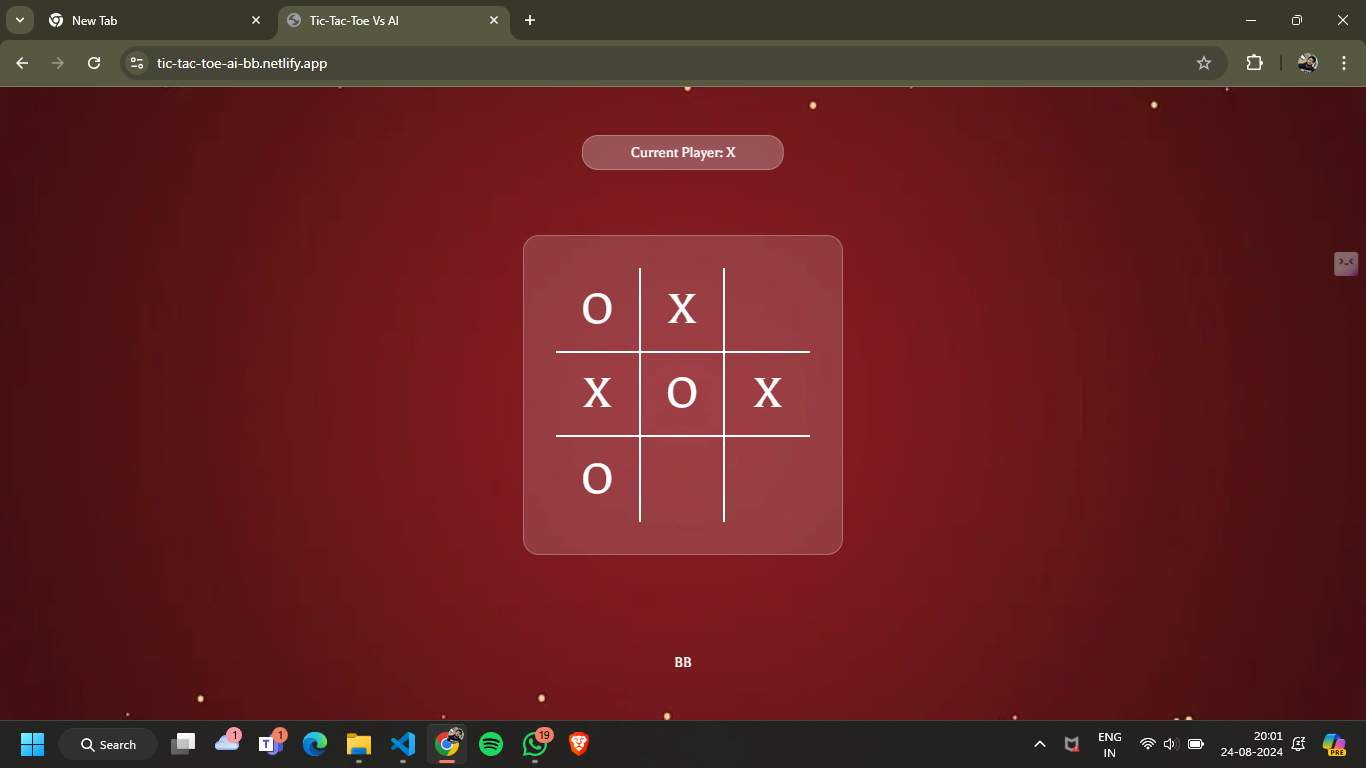 New Tab
Tic-Tac-Toe Vs AI
tic-tac-toe-ai-bb.netlify.app
Current Player: X
O X
X O X
O
BB
Search
1
1
19
ENG
IN
20:01
24-08-2024
PRE